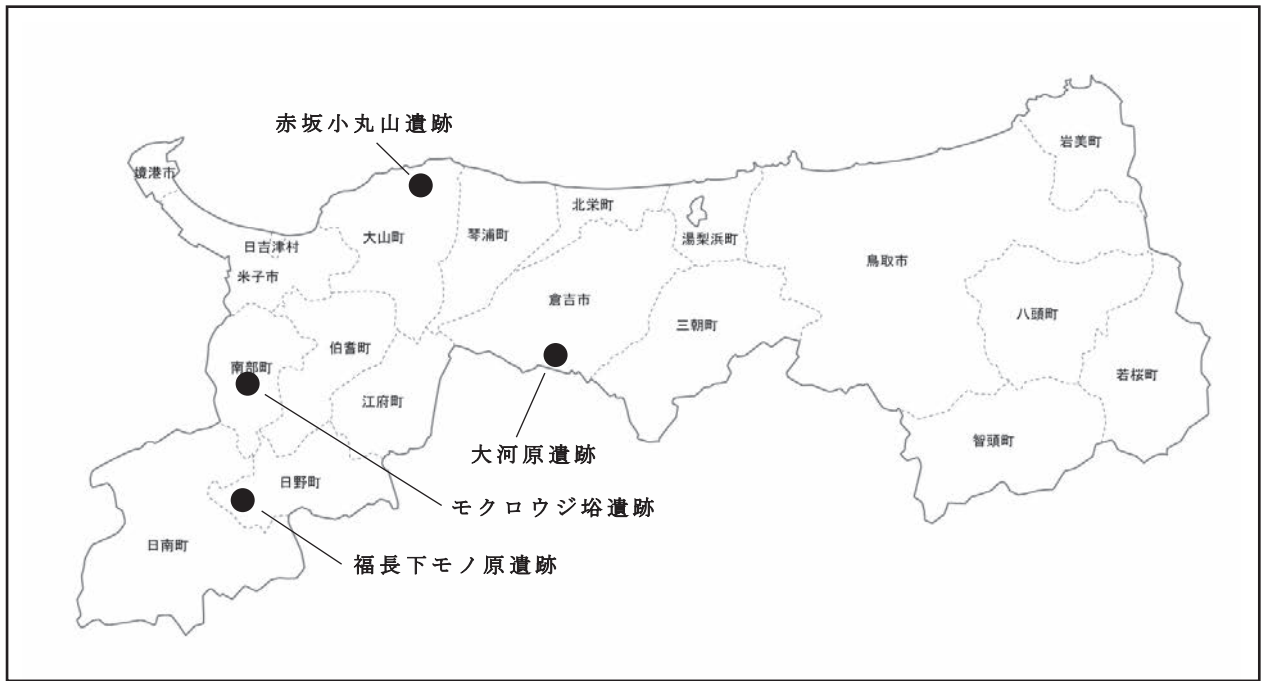 赤坂小丸山遺跡
岩美町
境港市
北栄町
大山町
琴浦町
湯梨浜町
日吉津村
鳥取市
米子市
倉吉市
八頭町
三朝町
伯耆町
南部町
若桜町
江府町
智頭町
大河原遺跡
日野町
モクロウジ塔遺跡
日南町
福長下モノ原遺跡